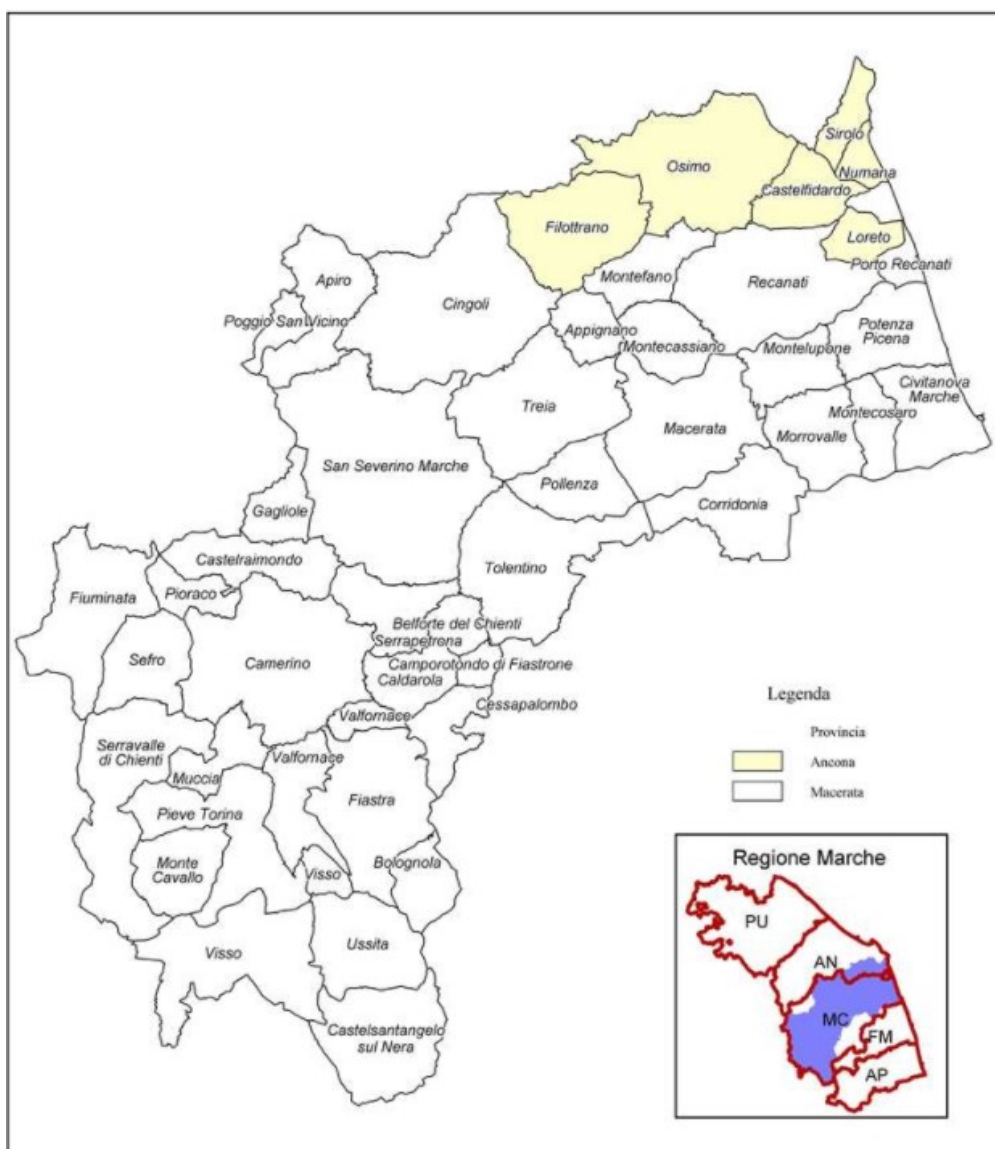 Sirolo
Osimo
Numana
Castelfidardo
Filottrano
Loreto
Porto Recanati
Montefano
Recanati
Apiro
Cingoli
Poggio San Vicino
Appignano
Montecassiano
Montelupone
Potenza
Picena
Civitanova
Marche
Treia
Macerata
Montecosaro
Morrovalle
San Severino Marche
Pollenza
Corridonia
Gagliole
Castelraimondo
Tolentino
Fiuminata
Pioraco
Belforte del Chienti
Serrapetrona
Sefro
Camerino
Camporotondo di Fiastrone
Caldarola
Cessapalombo
Valfornace
Serravalle
di Chienti
Valfornace
Muccia
Fiastra
Pieve Torina
Monte
Cavallo
Visso
Bolognola
Visso
Ussita
Castelsantangelo
sul Nera
Legenda
Provincia
Ancona
Macerata
Regione Marche
PU
AN
MC
FM
AP